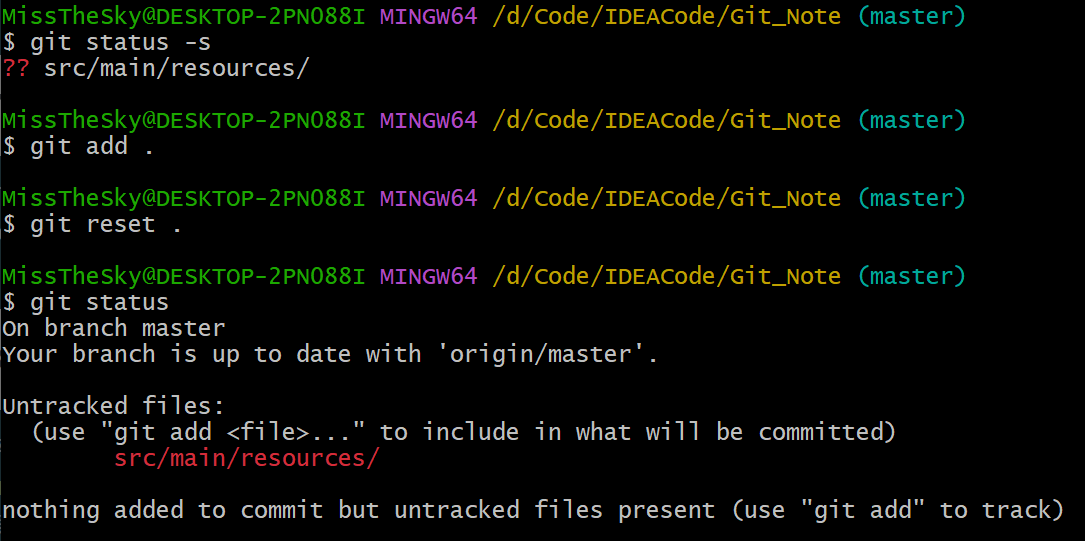 MissTheSky@DESKTOP-2PNO88I MINGW64 /d/Code/IDEACode/Git_Note (master)
$ git status -s
?? src/main/resources/

MissTheSky@DESKTOP-2PNO88I MINGW64 /d/Code/IDEACode/Git_Note (master)
$ git add .

MissTheSky@DESKTOP-2PNO88I MINGW64 /d/Code/IDEACode/Git_Note (master)
$ git reset .

MissTheSky@DESKTOP-2PNO88I MINGW64 /d/Code/IDEACode/Git_Note (master)
$ git status
On branch master
Your branch is up to date with 'origin/master'.

Untracked files:
  (use "git add <file>..." to include in what will be committed)
        src/main/resources/

nothing added to commit but untracked files present (use "git add" to track)